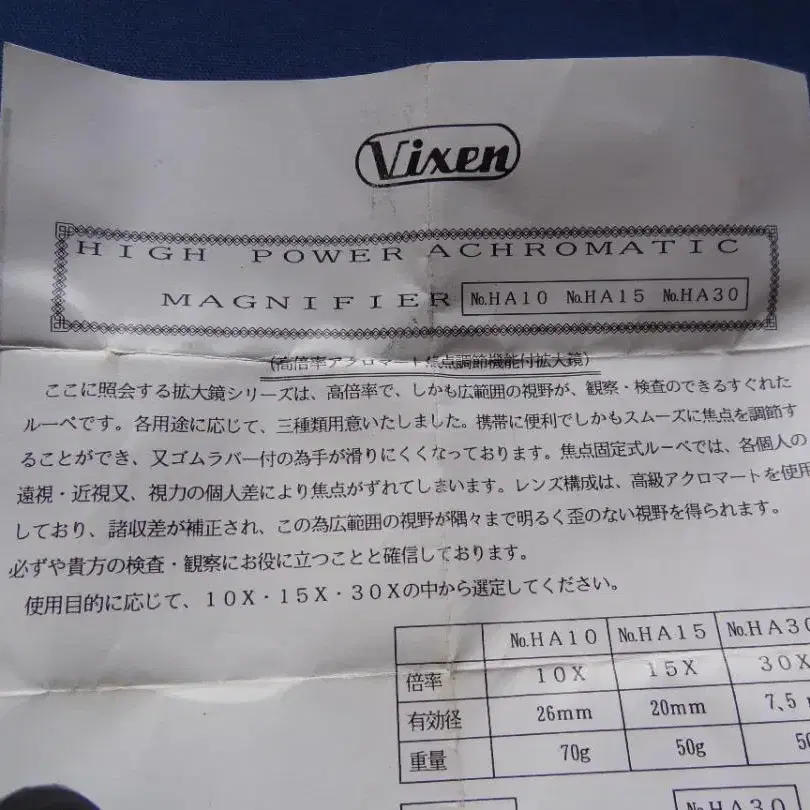 Vixen
HIGH POWER ACHROMATIC
MAGNIFIER No.HA10 No.HA15 No.HA30
(高倍率アクロマート焦点調節機能付拡大鏡)
ここに照会する拡大鏡シリーズは、高倍率で、しかも広範囲の視野が、観察・検査のできるすぐれた
ルーペです。各用途に応じて、三種類用意いたしました。携帯に便利でしかもスムーズに焦点を調節す
ることができ、又ゴムラバー付の為手が滑りにくくなっております。焦点固定式ルーペでは、各個人の
遠視・近視又、視力の個人差により焦点がずれてしまいます。レンズ構成は、高級アクロマートを使用
しており、諸収差が補正され、この為広範囲の視野が隅々まで明るく歪のない視野を得られます。
必ずや貴方の検査・観察にお役に立つことと確信しております。
使用目的に応じて、10X・15X・30Xの中から選定してください。
No.HA10 No.HA15 No.HA30
倍率 10X 15X 30X
有効径 26mm 20mm 7.5
重量 70g 50g
No.HA30